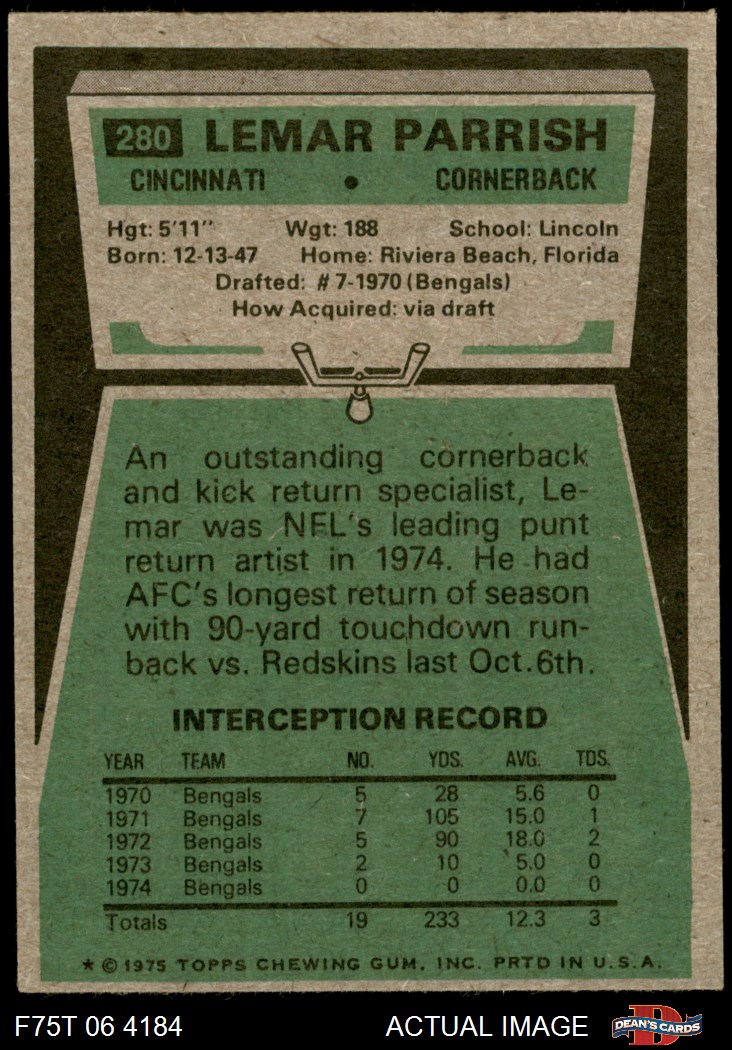 280 LEMAR PARRISH
CINCINNATI • CORNERBACK
Hgt: 5'11" Wgt: 188 School: Lincoln
Born: 12-13-47 Home: Riviera Beach, Florida
Drafted: #7-1970 (Bengals)
How Acquired: via draft
An outstanding cornerback
and kick return specialist, Le-
mar was NFL's leading punt
return artist in 1974. He had
AFC's longest return of season
with 90-yard touchdown run-
back vs. Redskins last Oct.6th.
INTERCEPTION RECORD
YEAR TEAM NO. YDS. AVG. TDS.
1970 Bengals 5 28 5.6 0
1971 Bengals 7 105 15.0 1
1972 Bengals 5 90 18.0 2
1973 Bengals 2 10 5.0 0
1974 Bengals 0 0 0.0 0
Totals 19 233 12.3 3
* © 1975 TOPPS CHEWING GUM, INC. PRTD IN U.S.A.
F75T 06 4184 ACTUAL IMAGE D DEAN'S CARDS